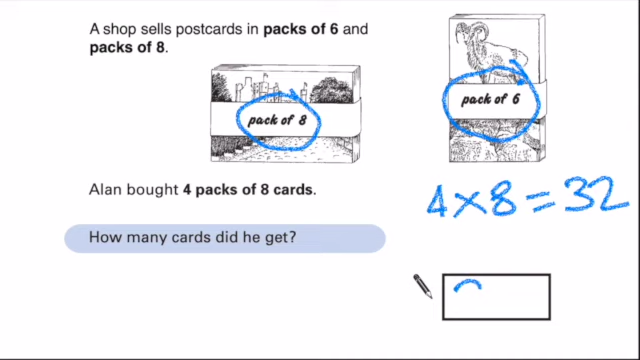 A shop sells postcards in packs of 6 and
packs of 8.
pack of 8
pack of 6
Alan bought 4 packs of 8 cards.
4×8=32
How many cards did he get?